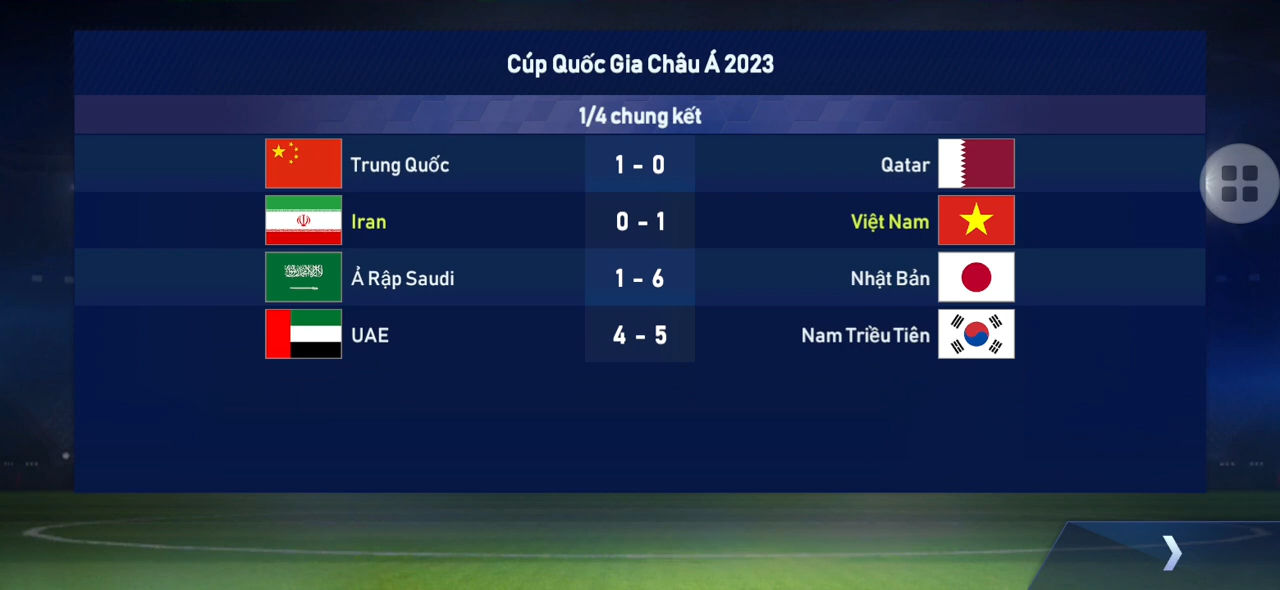 Cúp Quốc Gia Châu Á 2023
1/4 chung kết
Trung Quốc 1 - 0 Qatar
Iran 0 - 1 Việt Nam
Ả Rập Saudi 1 - 6 Nhật Bản
UAE 4 - 5 Nam Triều Tiên